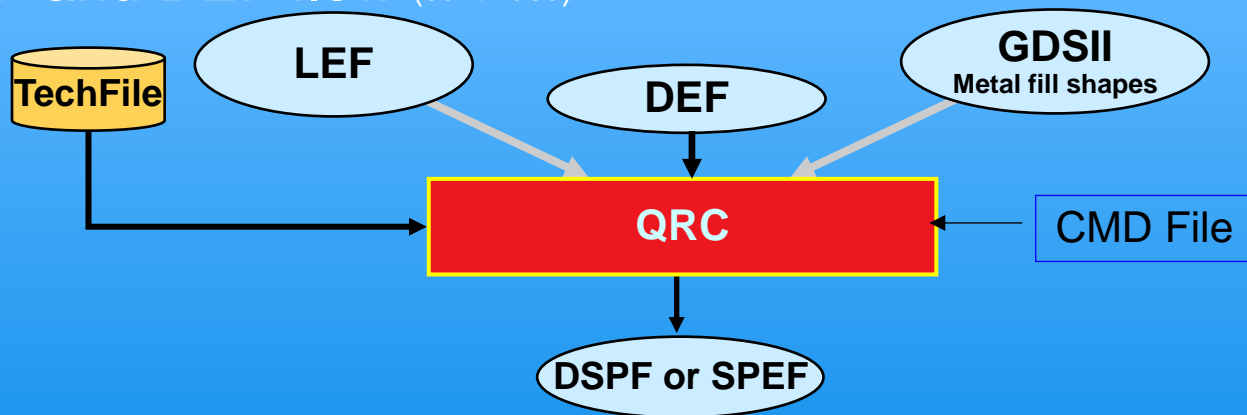 LEF
GDSII
Metal fill shapes
TechFile
DEF
QRC
CMD File
DSPF or SPEF